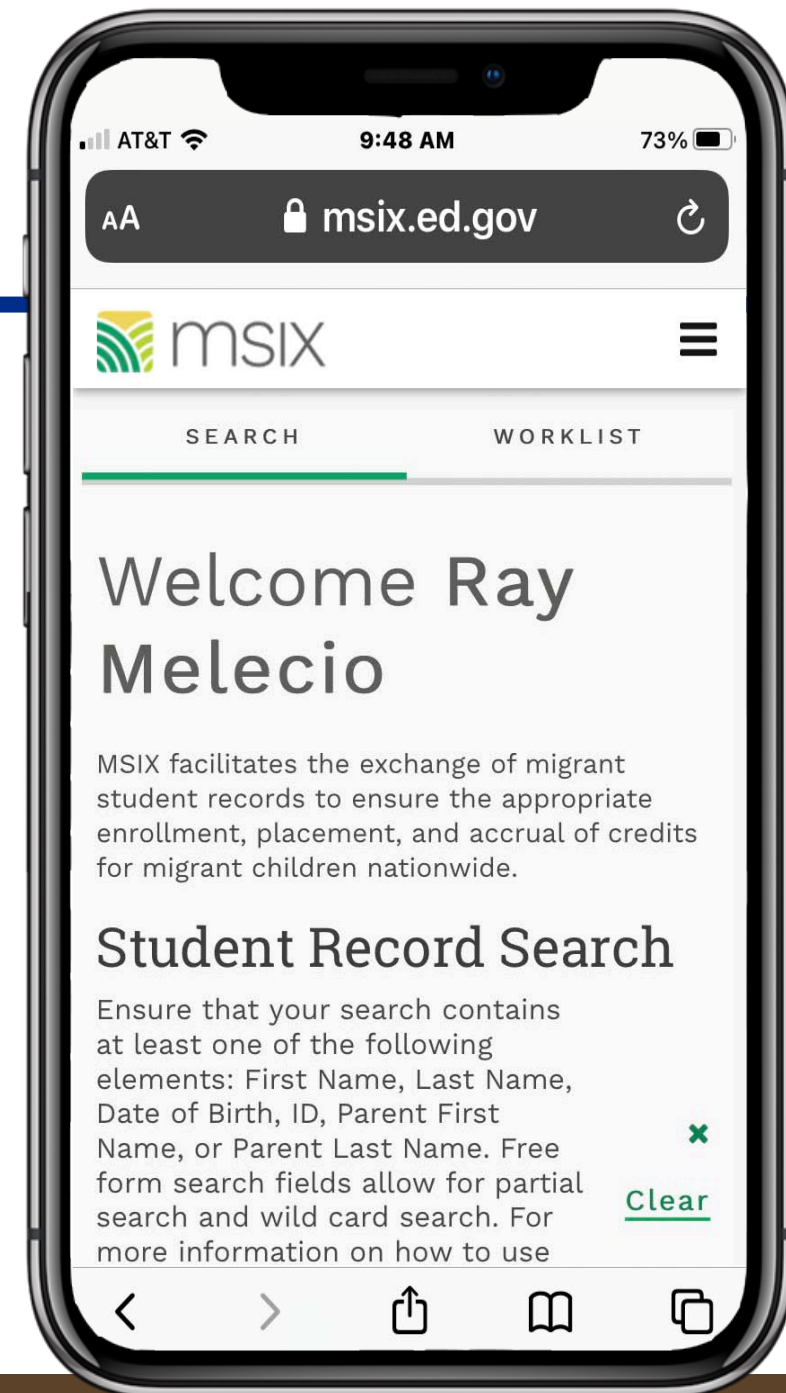 AT&T 9:48 AM 73%
AA msix.ed.gov
msix
SEARCH WORKLIST
Welcome Ray
Melecio
MSIX facilitates the exchange of migrant
student records to ensure the appropriate
enrollment, placement, and accrual of credits
for migrant children nationwide.
Student Record Search
Ensure that your search contains
at least one of the following
elements: First Name, Last Name,
Date of Birth, ID, Parent First
Name, or Parent Last Name. Free
form search fields allow for partial
search and wild card search. For
more information on how to use
Clear